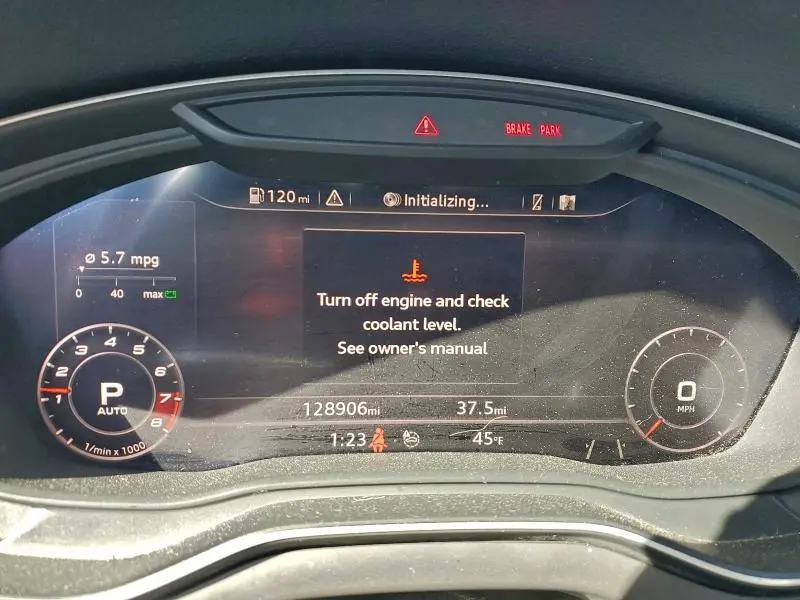 BRAKE PARK
120 mi
Initializing...
ø 5.7 mpg
0 40 max
Turn off engine and check
coolant level.
See owner's manual
1 2 3 4 5 6 7 8
P
AUTO
1/min x 1000
0
MPH
128906mi 37.5mi
1:23 45°F